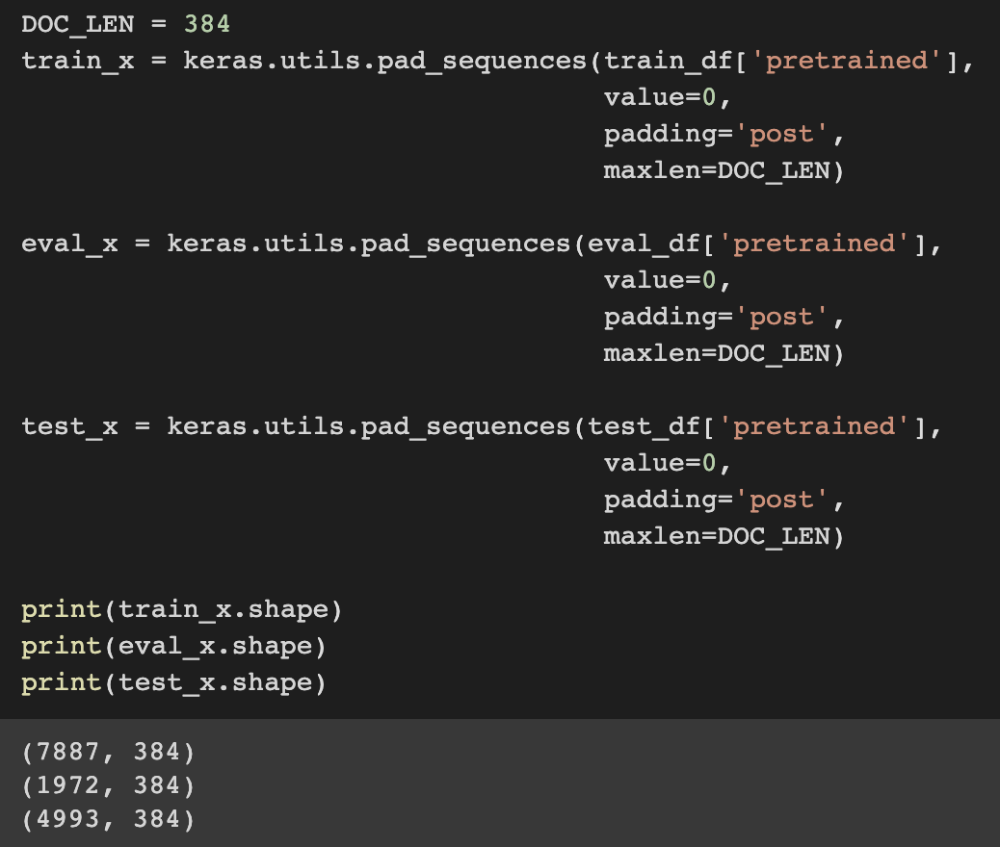 DOC_LEN = 384
train_x = keras.utils.pad_sequences(train_df['pretrained'],
                                    value=0,
                                    padding='post',
                                    maxlen=DOC_LEN)

eval_x = keras.utils.pad_sequences(eval_df['pretrained'],
                                    value=0,
                                    padding='post',
                                    maxlen=DOC_LEN)

test_x = keras.utils.pad_sequences(test_df['pretrained'],
                                    value=0,
                                    padding='post',
                                    maxlen=DOC_LEN)

print(train_x.shape)
print(eval_x.shape)
print(test_x.shape)
(7887, 384)
(1972, 384)
(4993, 384)